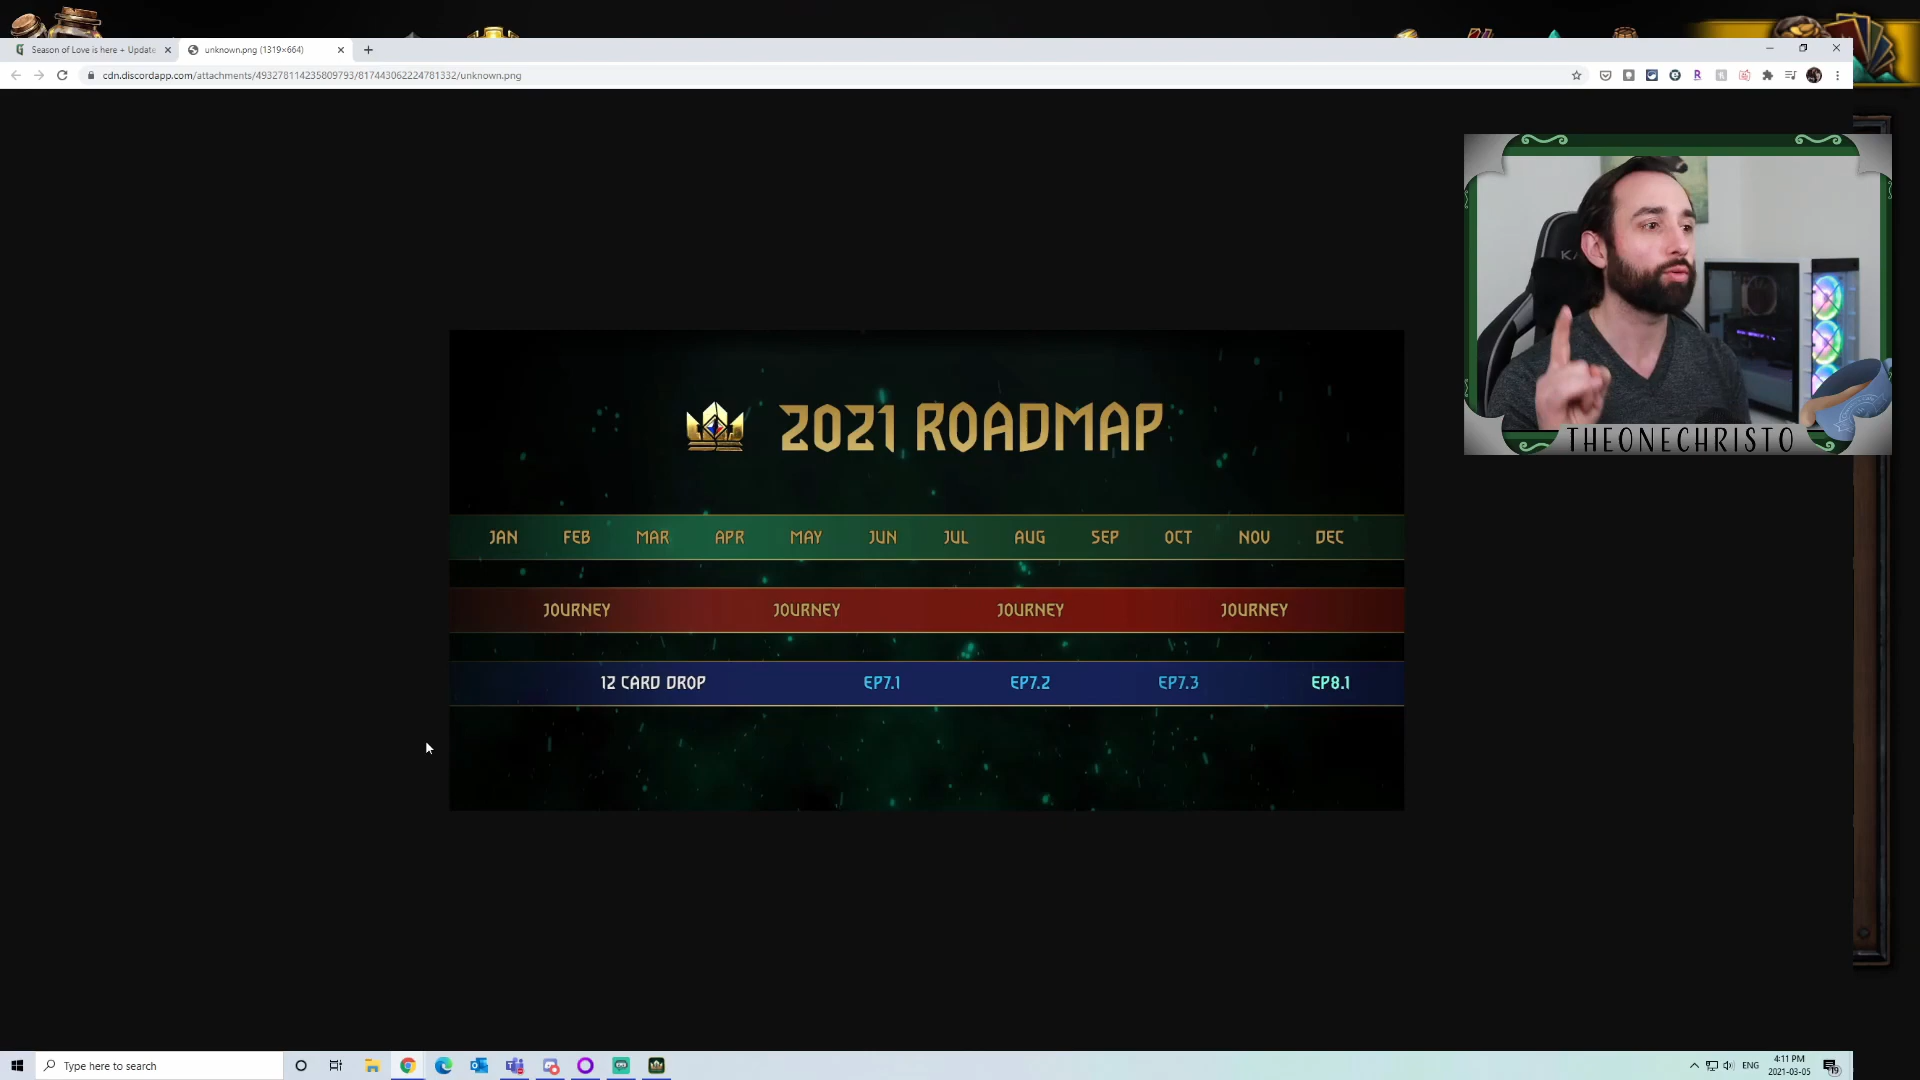 Season of Love is here + Update
unknown.png (1319×664)
cdn.discordapp.com/attachments/493278114235809793/817443062224781332/unknown.png
THEONECHRISTO
2021 ROADMAP
JAN FEB MAR APR MAY JUN JUL AUG SEP OCT NOV DEC
JOURNEY JOURNEY JOURNEY JOURNEY
12 CARD DROP EP7.1 EP7.2 EP7.3 EP8.1
Type here to search
ENG
4:11 PM
2021-03-05